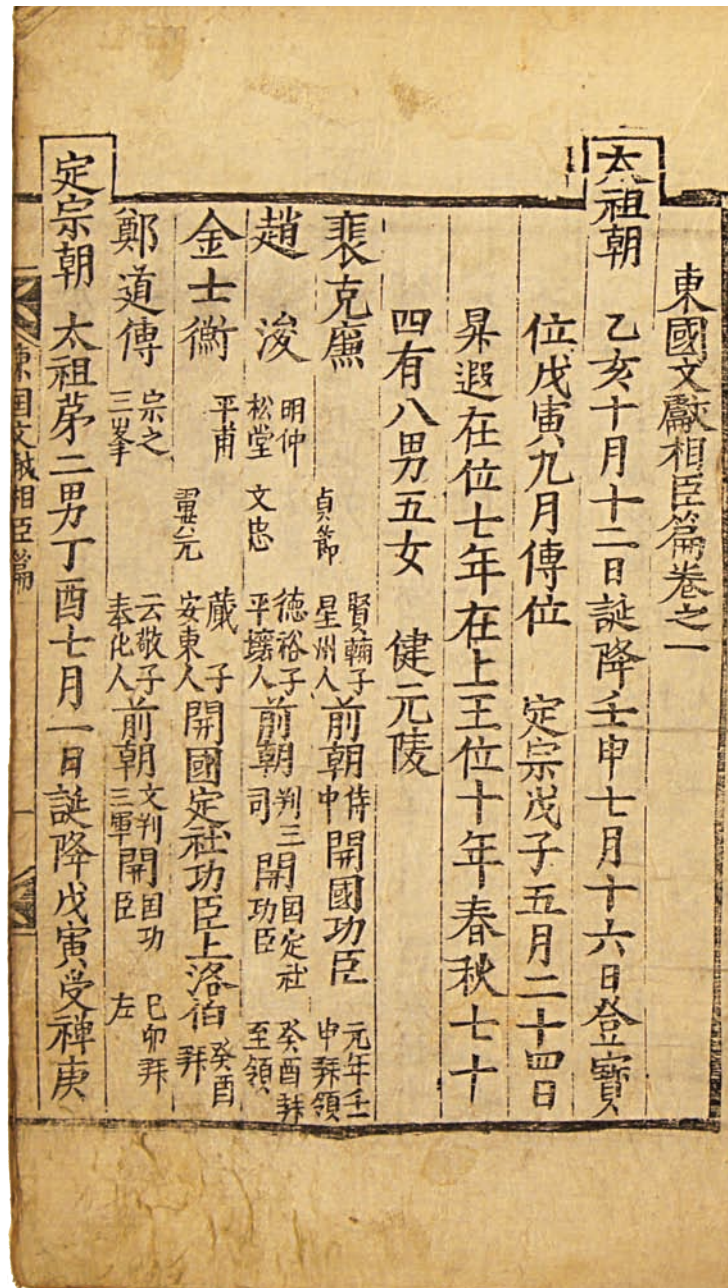 東國文獻相臣篇卷之一
太祖朝 乙亥十月十二日誕降壬申七月十六日登寶
位戊寅九月傳位 定宗戊子五月二十四日
昇遐在位七年在上王位十年春秋七十
四有八男五女 健元陵
裵克廉 貞節 賢輔子 星州人 前朝侍中 開國功臣 元年壬申拜領
趙浚 明仲 松堂 文忠 德裕子 平壤人 前朝判三司 開国定社功臣 癸酉拜 至領
金士衡 平甫 翼元 蕆子 安東人 開國定社功臣上洛伯 癸酉拜
鄭道傳 宗之 三峯 云敬子 奉化人 前朝文判三軍 開国功臣 已卯拜左
定宗朝 太祖苐二男丁酉七月一日誕降戊寅受禅庚
東国文献相臣篇 一